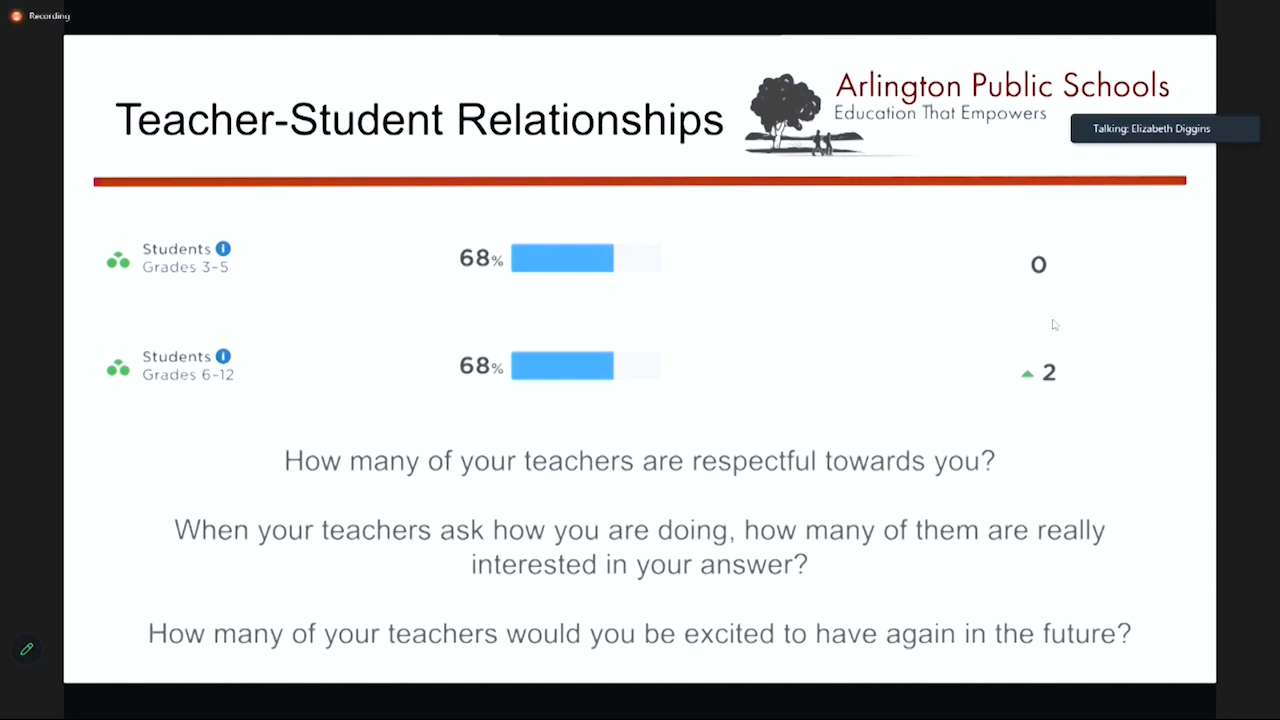 Recording
Teacher-Student Relationships
Arlington Public Schools
Education That Empowers
Talking: Elizabeth Diggins
Students i
Grades 3-5
68%
0
Students i
Grades 6-12
68%
2
How many of your teachers are respectful towards you?
When your teachers ask how you are doing, how many of them are really
interested in your answer?
How many of your teachers would you be excited to have again in the future?